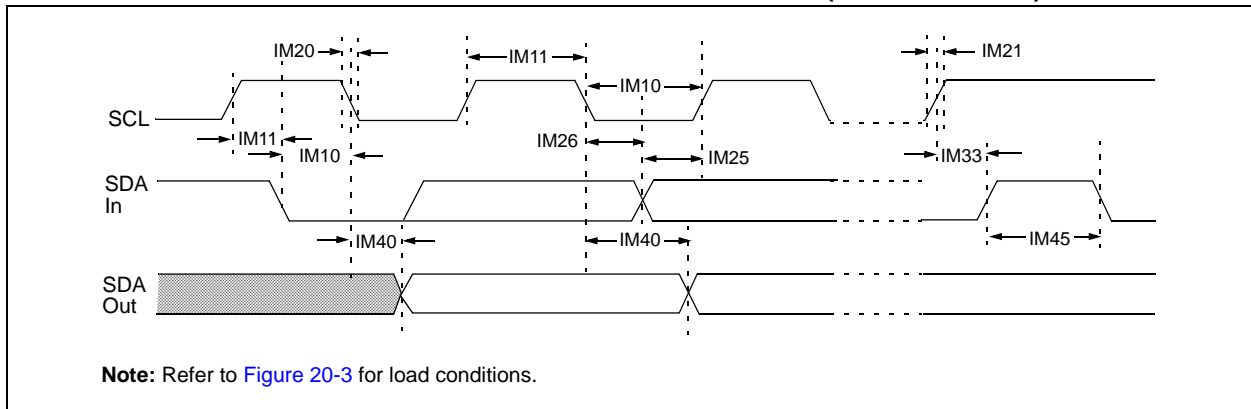 IM20
IM11
IM21
IM10
SCL
IM11
IM26
IM10
IM25
IM33
SDA
In
IM40
IM40
IM45
SDA
Out
Note: Refer to Figure 20-3 for load conditions.